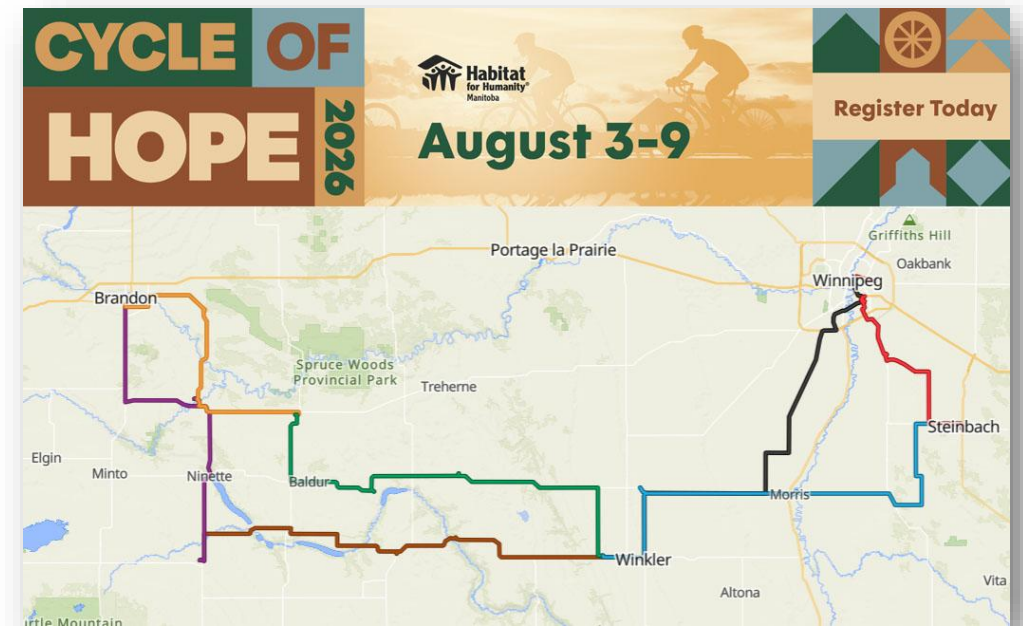 CYCLE OF
HOPE
2026
Habitat
for Humanity®
Manitoba
August 3-9
Register Today
Griffiths Hill
Oakbank
Portage la Prairie
Winnipeg
Brandon
Spruce Woods
Provincial Park
Treherne
Steinbach
Elgin
Minto
Ninette
Baldur
Morris
Winkler
Altona
Vita
urtle Mountain